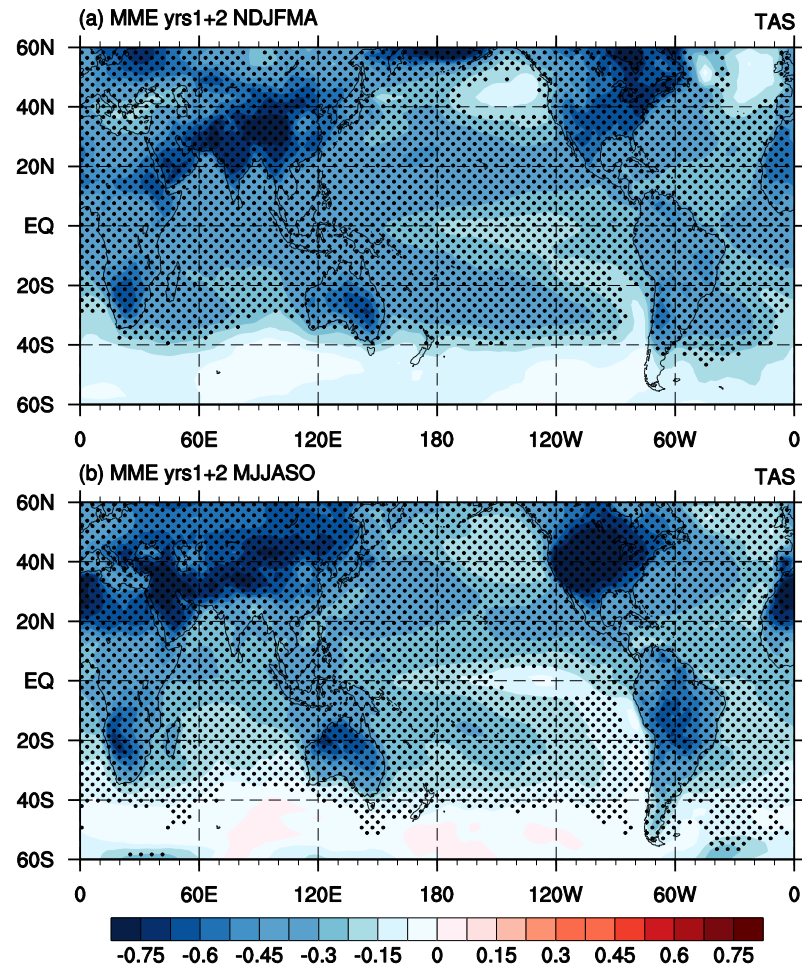 (a) MME yrs1+2 NDJFMA TAS
60N
40N
20N
EQ
20S
40S
60S
0 60E 120E 180 120W 60W 0
(b) MME yrs1+2 MJJASO TAS
60N
40N
20N
EQ
20S
40S
60S
0 60E 120E 180 120W 60W 0
-0.75 -0.6 -0.45 -0.3 -0.15 0 0.15 0.3 0.45 0.6 0.75